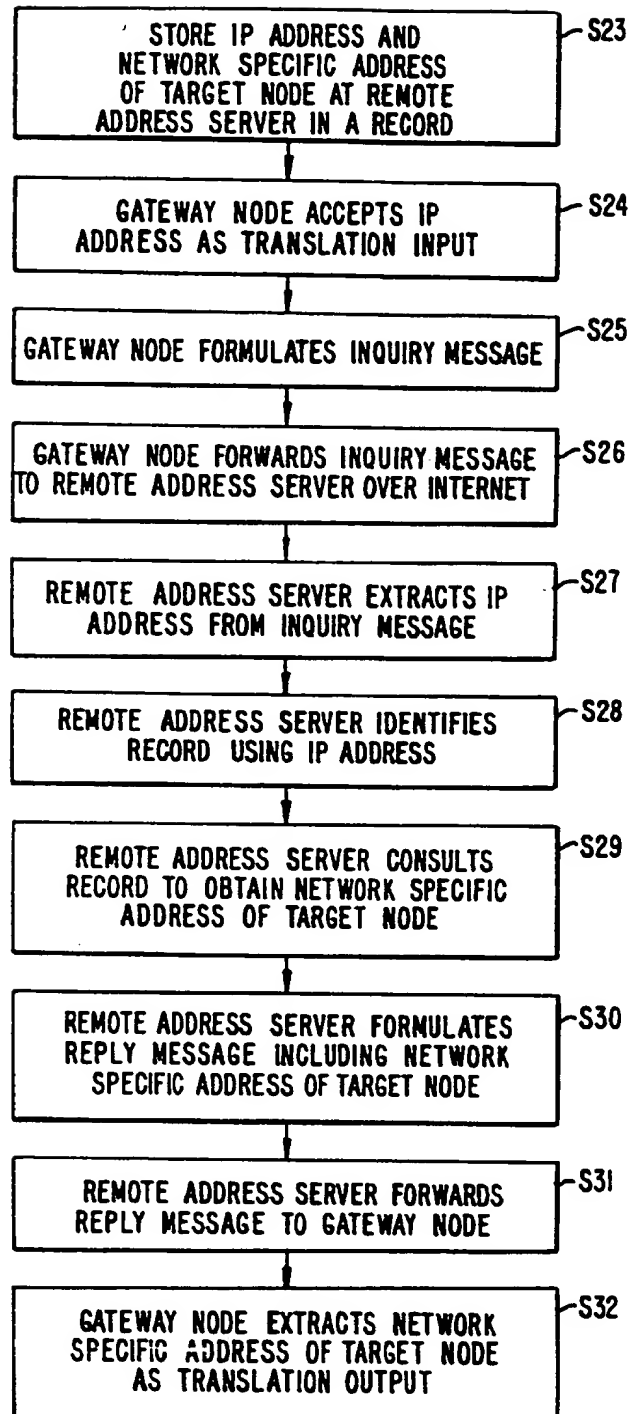 STORE IP ADDRESS AND
NETWORK SPECIFIC ADDRESS
OF TARGET NODE AT REMOTE
ADDRESS SERVER IN A RECORD
S23
GATEWAY NODE ACCEPTS IP
ADDRESS AS TRANSLATION INPUT
S24
GATEWAY NODE FORMULATES INQUIRY MESSAGE
S25
GATEWAY NODE FORWARDS INQUIRY MESSAGE
TO REMOTE ADDRESS SERVER OVER INTERNET
S26
REMOTE ADDRESS SERVER EXTRACTS IP
ADDRESS FROM INQUIRY MESSAGE
S27
REMOTE ADDRESS SERVER IDENTIFIES
RECORD USING IP ADDRESS
S28
REMOTE ADDRESS SERVER CONSULTS
RECORD TO OBTAIN NETWORK SPECIFIC
ADDRESS OF TARGET NODE
S29
REMOTE ADDRESS SERVER FORMULATES
REPLY MESSAGE INCLUDING NETWORK
SPECIFIC ADDRESS OF TARGET NODE
S30
REMOTE ADDRESS SERVER FORWARDS
REPLY MESSAGE TO GATEWAY NODE
S31
GATEWAY NODE EXTRACTS NETWORK
SPECIFIC ADDRESS OF TARGET NODE
AS TRANSLATION OUTPUT
S32